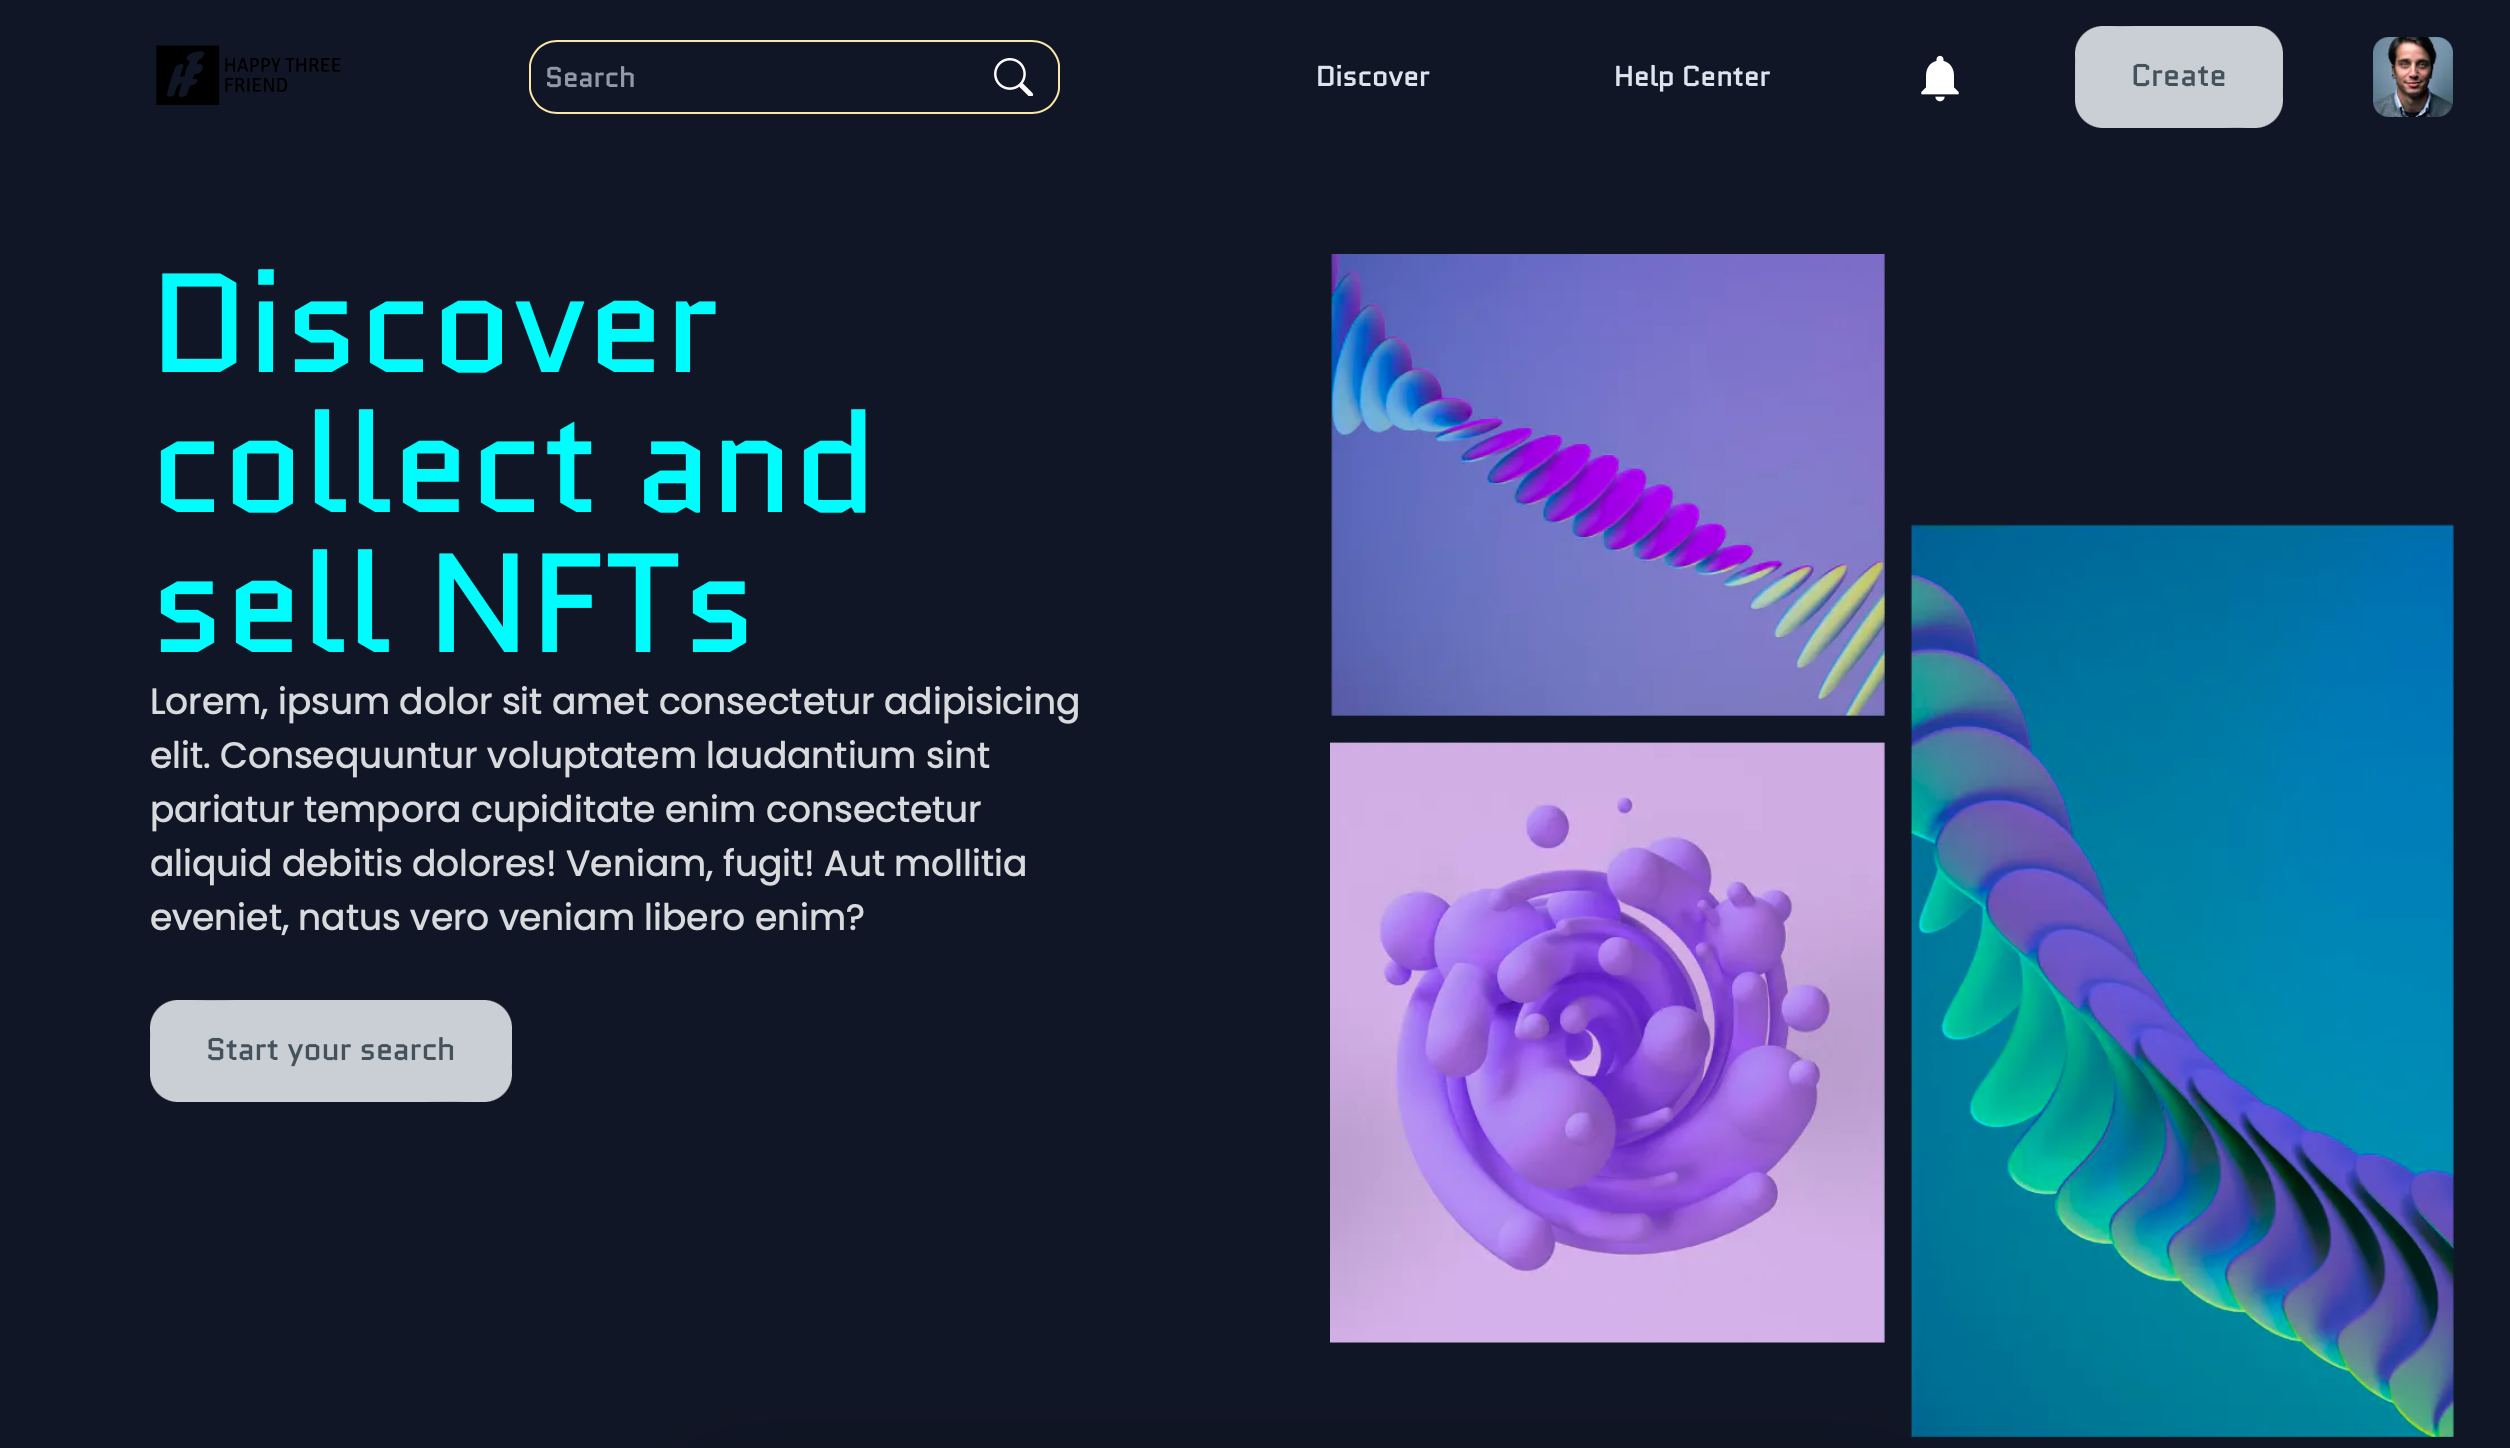 HAPPY THREE
FRIEND
Search
Discover
Help Center
Create
Discover
collect and
sell NFTs
Lorem, ipsum dolor sit amet consectetur adipisicing
elit. Consequuntur voluptatem laudantium sint
pariatur tempora cupiditate enim consectetur
aliquid debitis dolores! Veniam, fugit! Aut mollitia
eveniet, natus vero veniam libero enim?
Start your search